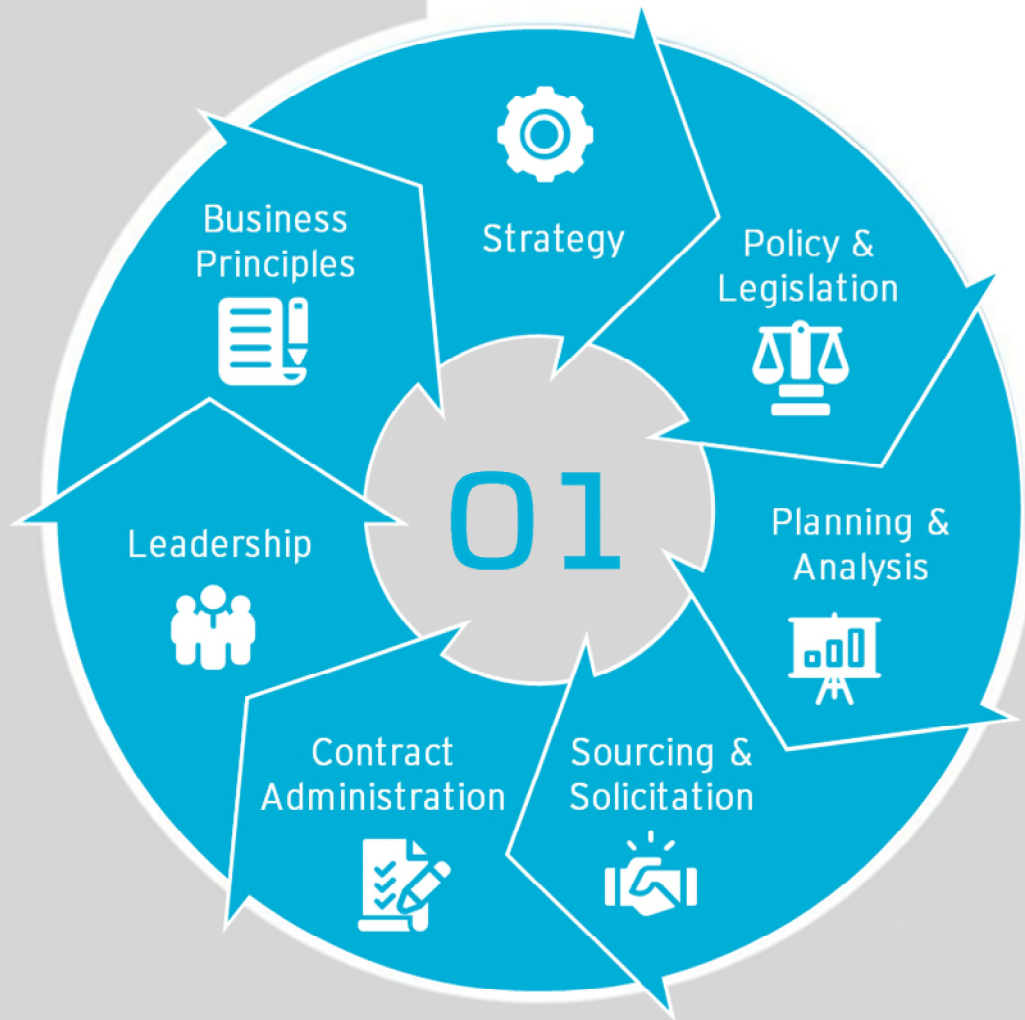 Strategy
Policy &
Legislation
Planning &
Analysis
Sourcing &
Solicitation
Contract
Administration
Leadership
Business
Principles
01